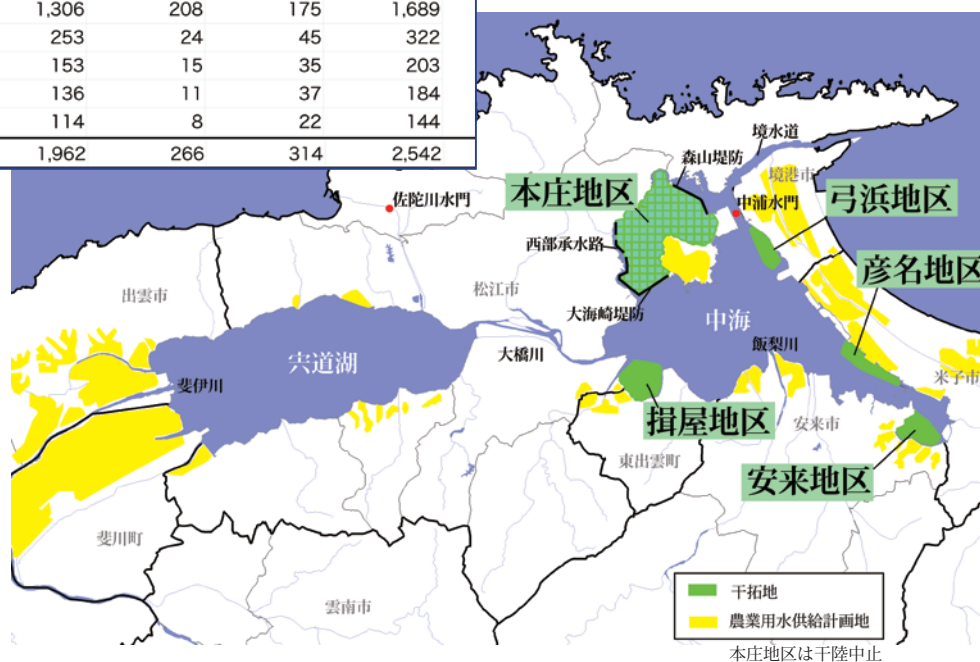 1,306 208 175 1,689
253 24 45 322
153 15 35 203
136 11 37 184
114 8 22 144
1,962 266 314 2,542
境水道
森山堤防
境港市
本庄地区
佐陀川水門
中浦水門
弓浜地区
西部承水路
彦名地区
出雲市
松江市
大海崎堤防
中海
宍道湖
大橋川
飯梨川
斐伊川
米子市
揖屋地区
安来市
東出雲町
安来地区
斐川町
雲南市
干拓地
農業用水供給計画地
本庄地区は干陸中止